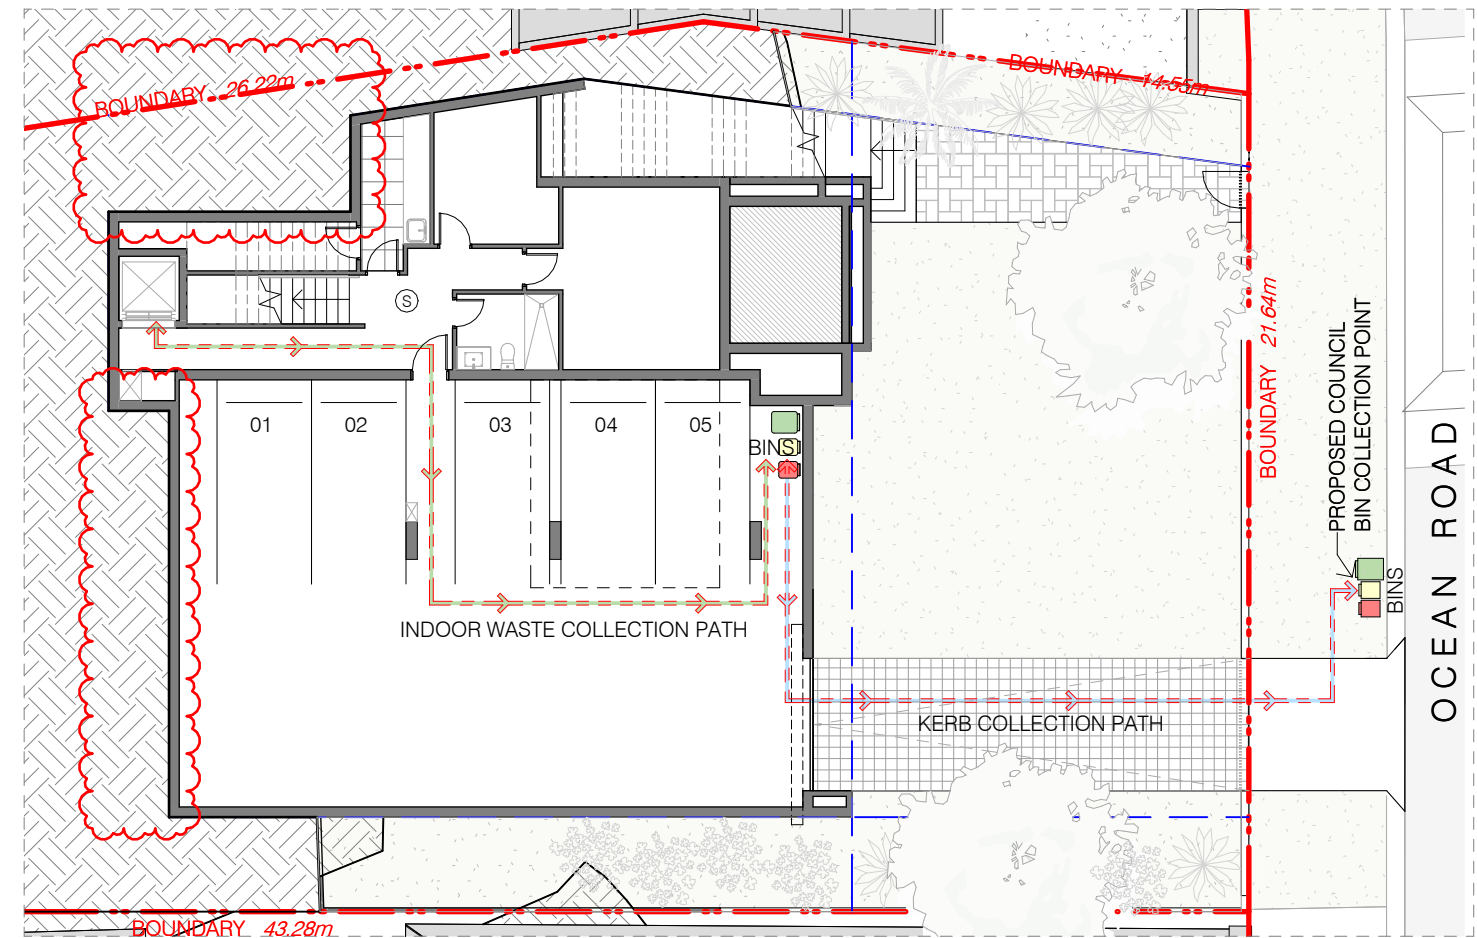 BOUNDARY 26.22m
BOUNDARY 14.55m
S
01
02
03
04
05
BINS
INDOOR WASTE COLLECTION PATH
KERB COLLECTION PATH
BOUNDARY 21.64m
PROPOSED COUNCIL
BIN COLLECTION POINT
BINS
OCEAN ROAD
BOUNDARY 43.28m